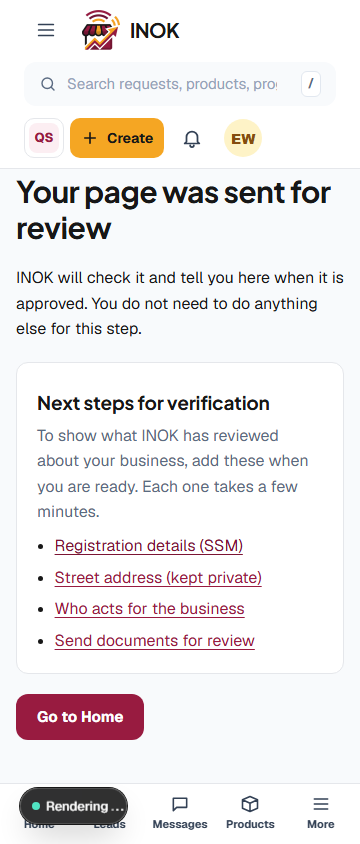 INOK
Search requests, products, pro
/
QS
+ Create
EW
Your page was sent for
review
INOK will check it and tell you here when it is
approved. You do not need to do anything
else for this step.
Next steps for verification
To show what INOK has reviewed
about your business, add these when
you are ready. Each one takes a few
minutes.
• Registration details (SSM)
• Street address (kept private)
• Who acts for the business
• Send documents for review
Go to Home
Rendering ...
Home Leads Messages Products More